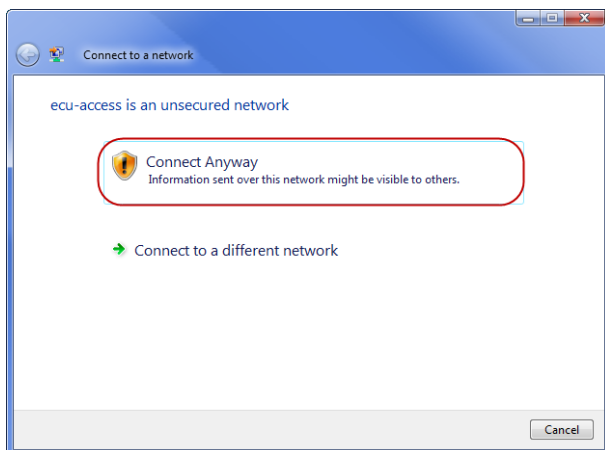 Connect to a network
ecu-access is an unsecured network
Connect Anyway
Information sent over this network might be visible to others.
Connect to a different network
Cancel